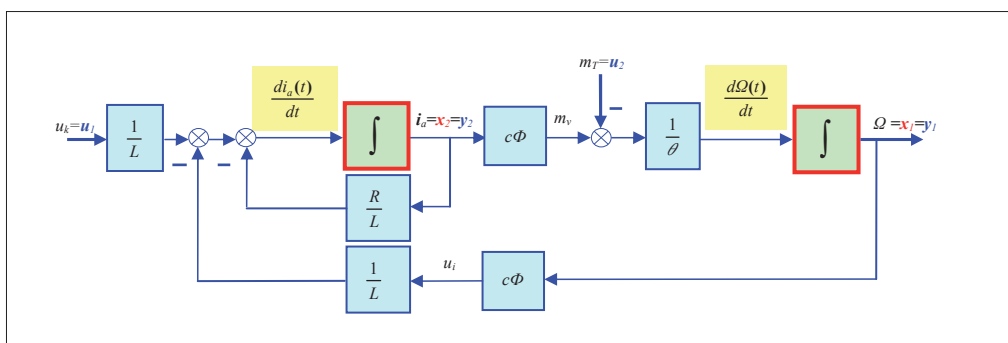 m_T=u_2
di_a(t)
dt
dΩ(t)
dt
u_k=u_1
1
L
∫
i_a=x_2=y_2
cΦ
m_v
1
θ
∫
Ω =x_1=y_1
R
L
1
L
u_i
cΦ